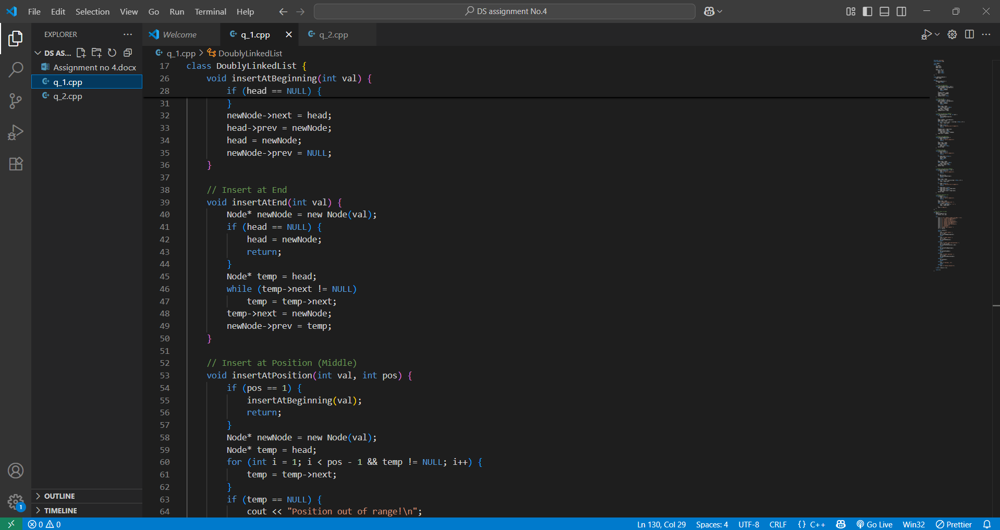 File Edit Selection View Go Run Terminal Help DS assignment No.4
EXPLORER
Welcome q_1.cpp q_2.cpp
DS AS...
Assignment no 4.docx
q_1.cpp
q_2.cpp
q_1.cpp > DoublyLinkedList
17 class DoublyLinkedList {
26 void insertAtBeginning(int val) {
28 if (head == NULL) {
31 }
32 newNode->next = head;
33 head->prev = newNode;
34 head = newNode;
35 newNode->prev = NULL;
36 }
37
38 // Insert at End
39 void insertAtEnd(int val) {
40 Node* newNode = new Node(val);
41 if (head == NULL) {
42 head = newNode;
43 return;
44 }
45 Node* temp = head;
46 while (temp->next != NULL)
47 temp = temp->next;
48 temp->next = newNode;
49 newNode->prev = temp;
50 }
51
52 // Insert at Position (Middle)
53 void insertAtPosition(int val, int pos) {
54 if (pos == 1) {
55 insertAtBeginning(val);
56 return;
57 }
58 Node* newNode = new Node(val);
59 Node* temp = head;
60 for (int i = 1; i < pos - 1 && temp != NULL; i++) {
61 temp = temp->next;
62 }
63 if (temp == NULL) {
64 cout << "Position out of range!\n";
OUTLINE
TIMELINE
1
0 0 Ln 130, Col 29 Spaces: 4 UTF-8 CRLF {} C++ Go Live Win32 Prettier